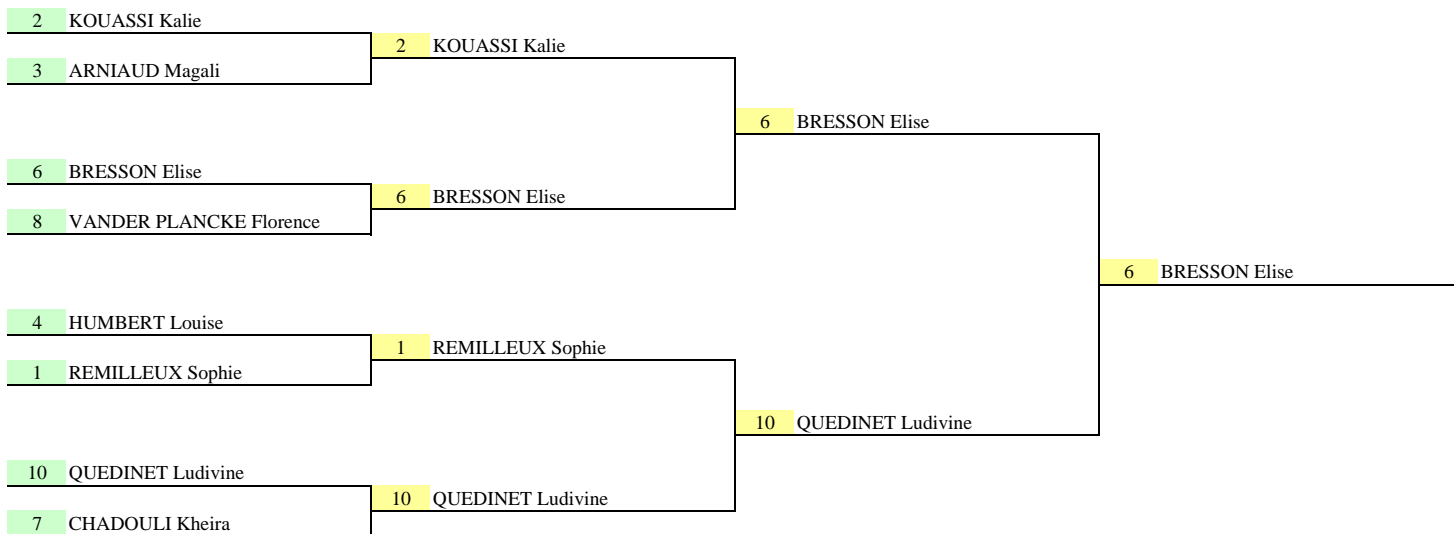 2 KOUASSI Kalie
2 KOUASSI Kalie
3 ARNIAUD Magali
6 BRESSON Elise
6 BRESSON Elise
6 BRESSON Elise
8 VANDER PLANCKE Florence
6 BRESSON Elise
4 HUMBERT Louise
1 REMILLEUX Sophie
1 REMILLEUX Sophie
10 QUEDINET Ludivine
10 QUEDINET Ludivine
10 QUEDINET Ludivine
7 CHADOULI Kheira